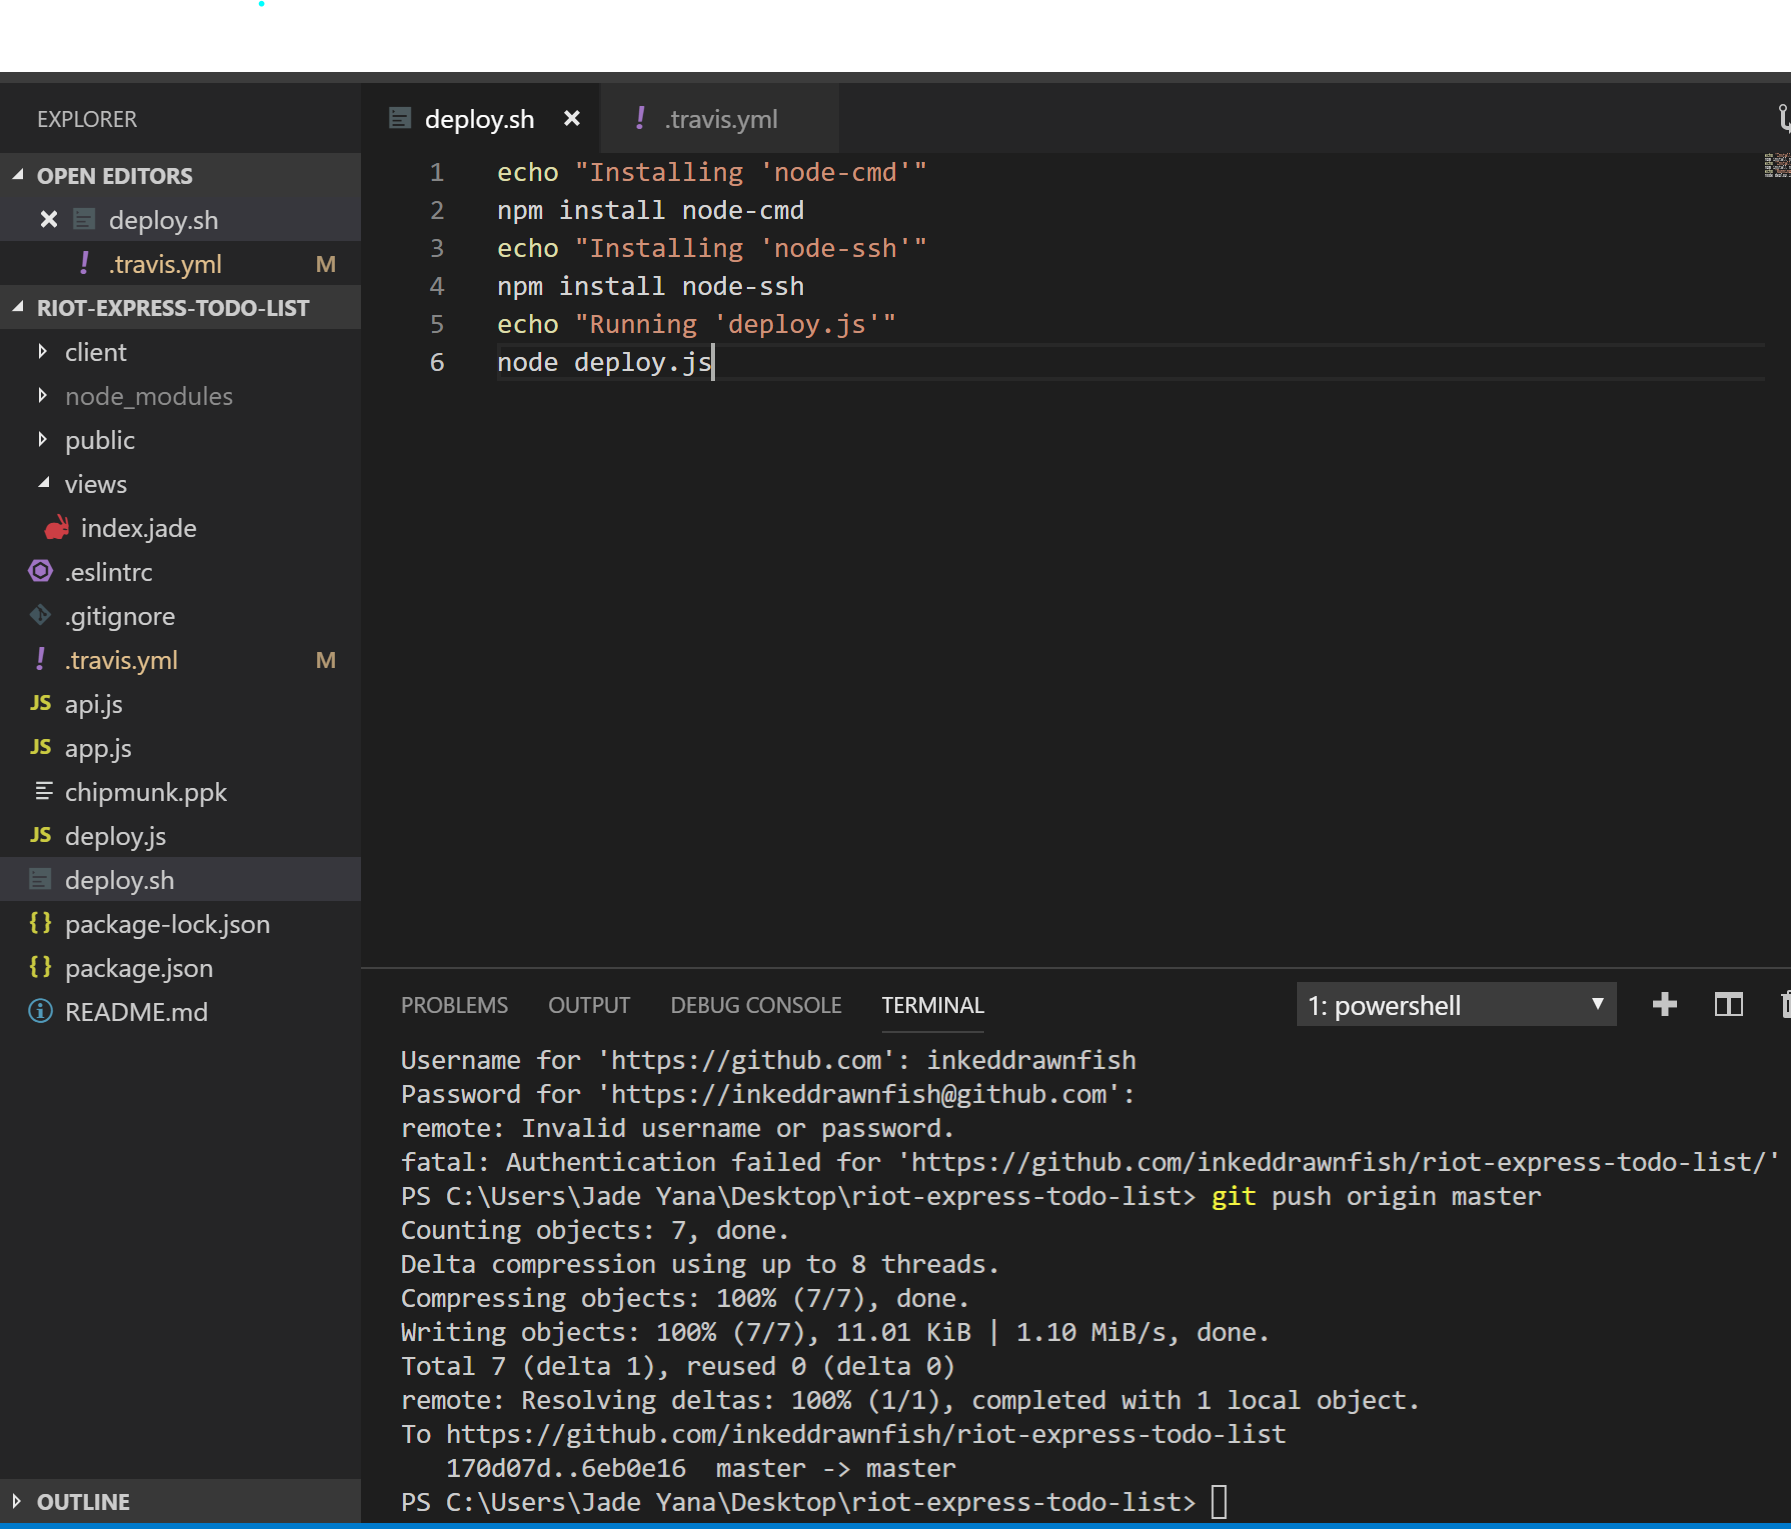 EXPLORER
OPEN EDITORS
deploy.sh
.travis.yml M
RIOT-EXPRESS-TODO-LIST
client
node_modules
public
views
index.jade
.eslintrc
.gitignore
.travis.yml M
JS api.js
JS app.js
chipmunk.ppk
JS deploy.js
deploy.sh
{} package-lock.json
{} package.json
README.md
OUTLINE
deploy.sh
.travis.yml
1 echo "Installing 'node-cmd'"
2 npm install node-cmd
3 echo "Installing 'node-ssh'"
4 npm install node-ssh
5 echo "Running 'deploy.js'"
6 node deploy.js
PROBLEMS OUTPUT DEBUG CONSOLE TERMINAL 1: powershell
Username for 'https://github.com': inkeddrawnfish
Password for 'https://inkeddrawnfish@github.com':
remote: Invalid username or password.
fatal: Authentication failed for 'https://github.com/inkeddrawnfish/riot-express-todo-list/'
PS C:\Users\Jade Yana\Desktop\riot-express-todo-list> git push origin master
Counting objects: 7, done.
Delta compression using up to 8 threads.
Compressing objects: 100% (7/7), done.
Writing objects: 100% (7/7), 11.01 KiB | 1.10 MiB/s, done.
Total 7 (delta 1), reused 0 (delta 0)
remote: Resolving deltas: 100% (1/1), completed with 1 local object.
To https://github.com/inkeddrawnfish/riot-express-todo-list
170d07d..6eb0e16 master -> master
PS C:\Users\Jade Yana\Desktop\riot-express-todo-list>